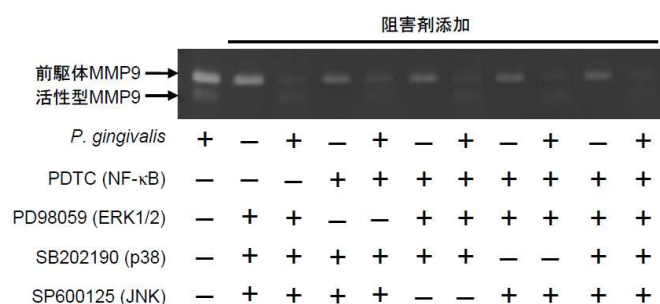 阻害剤添加
前駆体MMP9
活性型MMP9
P. gingivalis + − + − + − + − + − +
PDTC (NF-κB) − − − + + + + + + + +
PD98059 (ERK1/2) − + + − − + + + + + +
SB202190 (p38) − + + + + + + − − + +
SP600125 (JNK) − + + + + − − + + + +